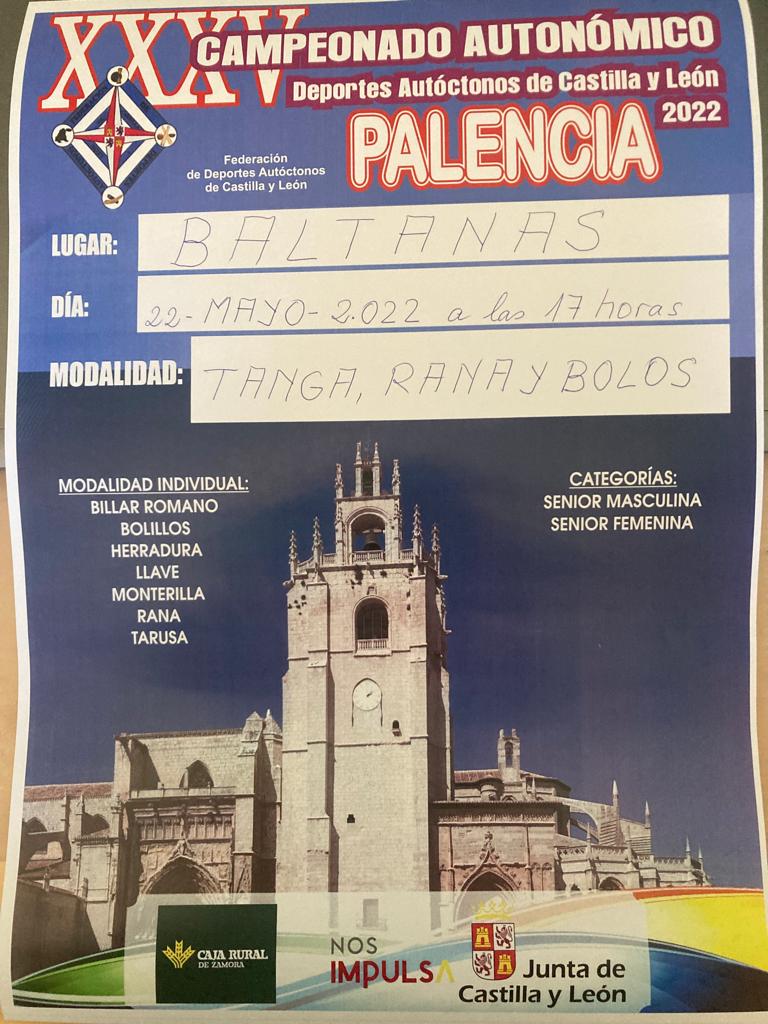 XXXV
CAMPEONADO AUTONÓMICO
Deportes Autóctonos de Castilla y León
2022
PALENCIA
Federación
de Deportes Autóctonos
de Castilla y León
LUGAR: BALTANAS
DÍA: 22-MAYO-2.022 a las 17 horas
MODALIDAD: TANGA, RANA Y BOLOS
MODALIDAD INDIVIDUAL:
BILLAR ROMANO
BOLILLOS
HERRADURA
LLAVE
MONTERILLA
RANA
TARUSA
CATEGORÍAS:
SENIOR MASCULINA
SENIOR FEMENINA
CAJA RURAL
DE ZAMORA
NOS
IMPULSA
Junta de
Castilla y León